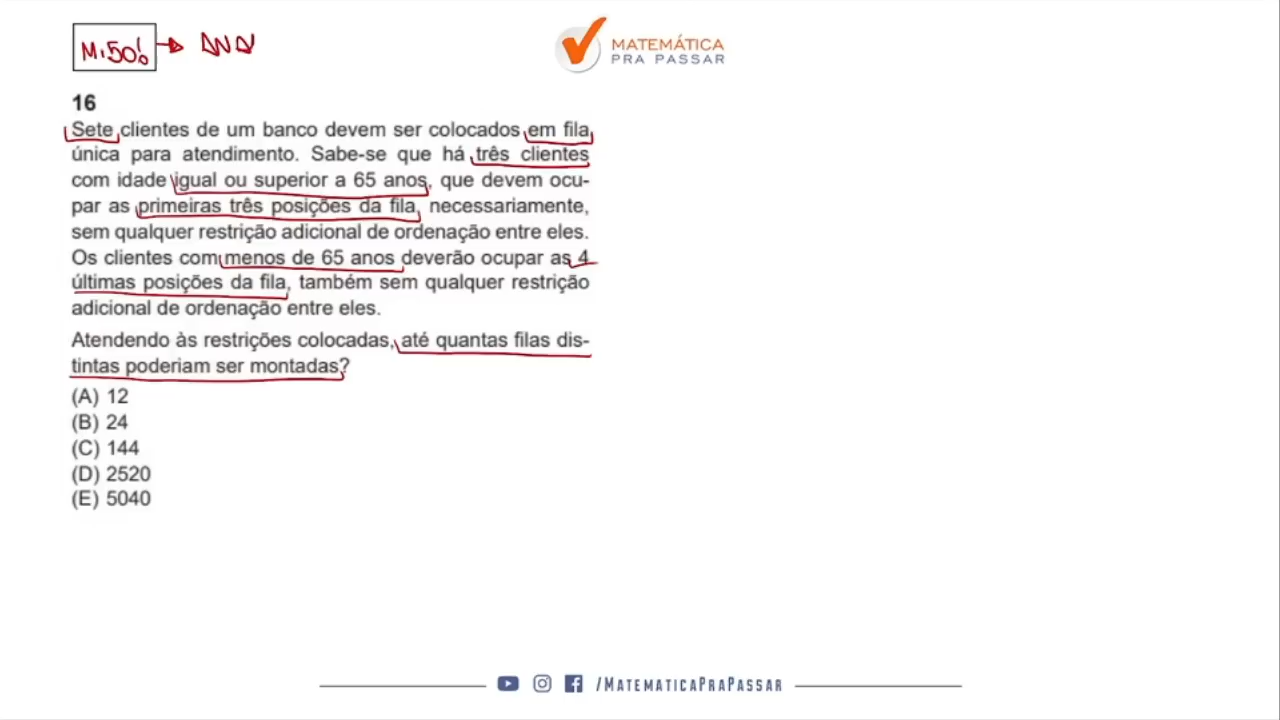 M.50%
MATEMÁTICA
PRA PASSAR
16
Sete clientes de um banco devem ser colocados em fila
única para atendimento. Sabe-se que há três clientes
com idade igual ou superior a 65 anos, que devem ocu-
par as primeiras três posições da fila, necessariamente,
sem qualquer restrição adicional de ordenação entre eles.
Os clientes com menos de 65 anos deverão ocupar as 4
últimas posições da fila, também sem qualquer restrição
adicional de ordenação entre eles.
Atendendo às restrições colocadas, até quantas filas dis-
tintas poderiam ser montadas?
(A) 12
(B) 24
(C) 144
(D) 2520
(E) 5040
/MATEMATICAPRAPASSAR